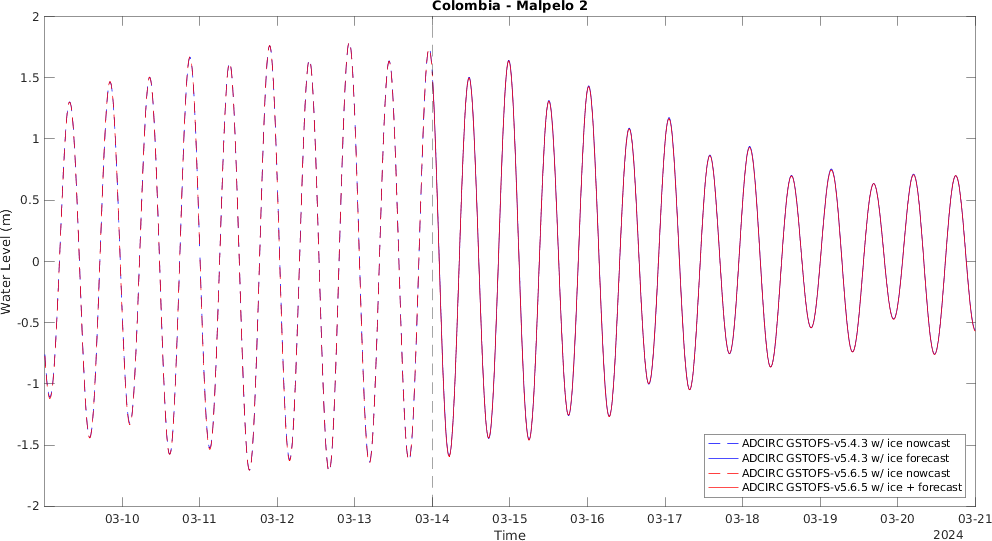 Colombia - Malpelo 2
Water Level (m)
2
1.5
1
0.5
0
-0.5
-1
-1.5
-2
ADCIRC GSTOFS-v5.4.3 w/ ice nowcast
ADCIRC GSTOFS-v5.4.3 w/ ice forecast
ADCIRC GSTOFS-v5.6.5 w/ ice nowcast
ADCIRC GSTOFS-v5.6.5 w/ ice + forecast
03-10 03-11 03-12 03-13 03-14 03-15 03-16 03-17 03-18 03-19 03-20 03-21
Time
2024